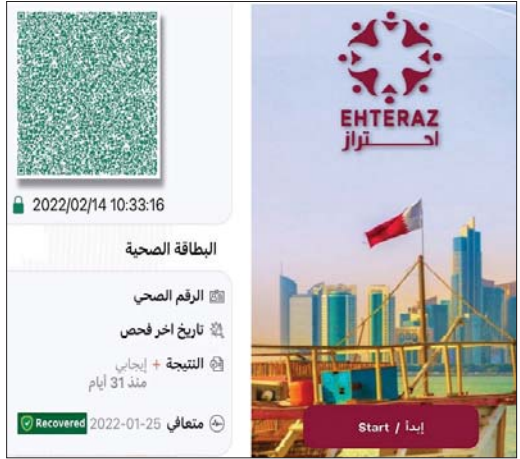 2022/02/14 10:33:16
البطاقة الصحية
الرقم الصحي
تاريخ اخر فحص
النتيجة + إيجابي
منذ 31 أيام
متعافي 2022-01-25 Recovered
EHTERAZ
احـتراز
إبدأ / Start